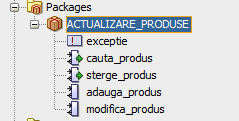 Packages
ACTUALIZARE_PRODUSE
exceptie
cauta_produs
sterge_produs
adauga_produs
modifica_produs